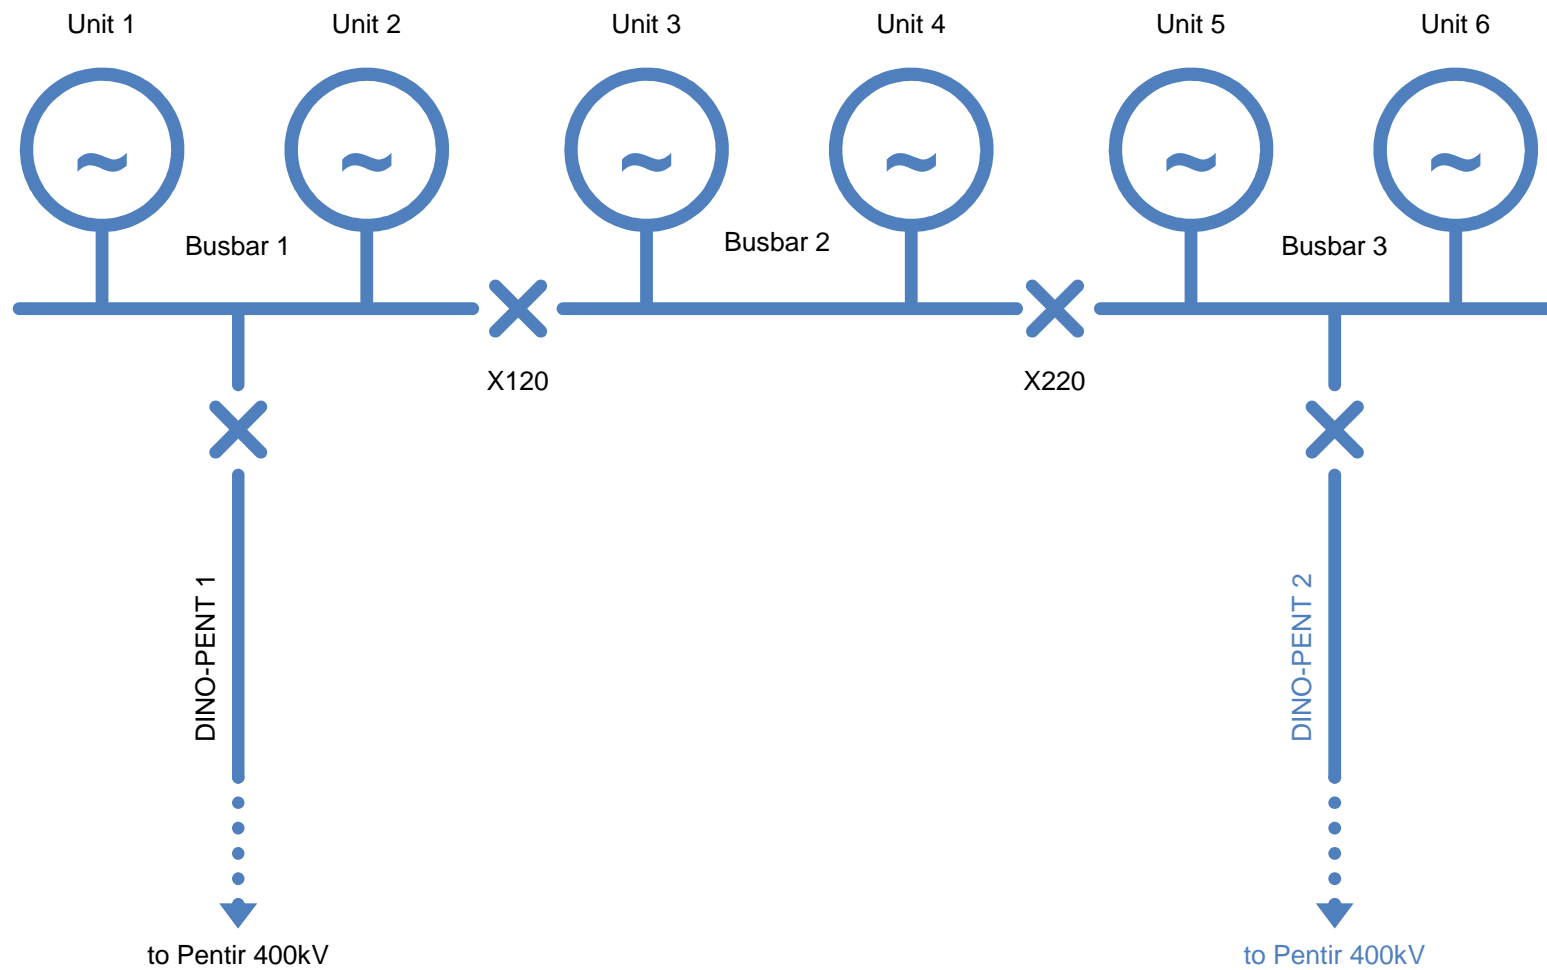 Unit 1
Unit 2
Unit 3
Unit 4
Unit 5
Unit 6
Busbar 1
Busbar 2
Busbar 3
X120
X220
DINO-PENT 1
DINO-PENT 2
to Pentir 400kV
to Pentir 400kV